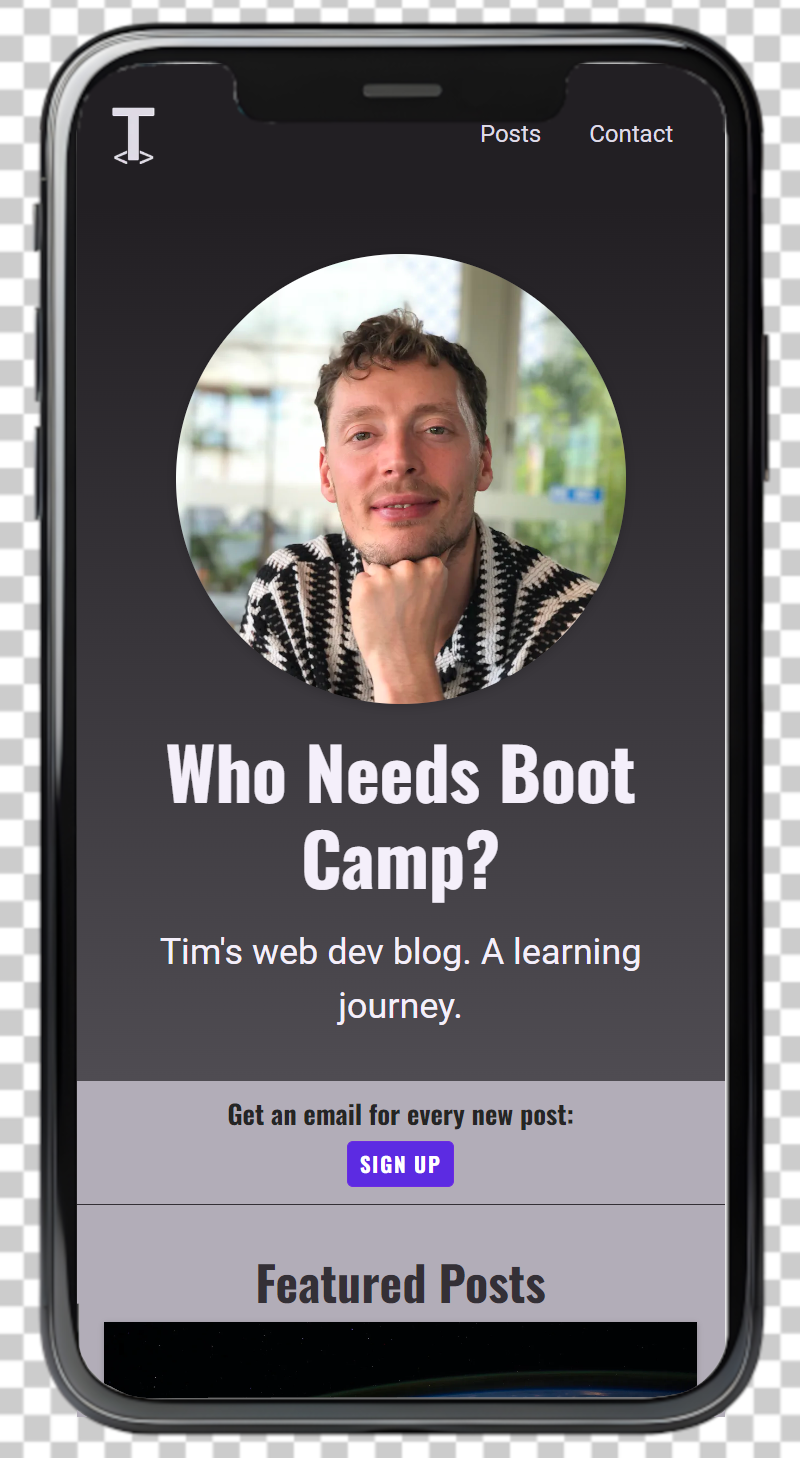 T
<>
Posts Contact
Who Needs Boot
Camp?
Tim's web dev blog. A learning
journey.
Get an email for every new post:
SIGN UP
Featured Posts